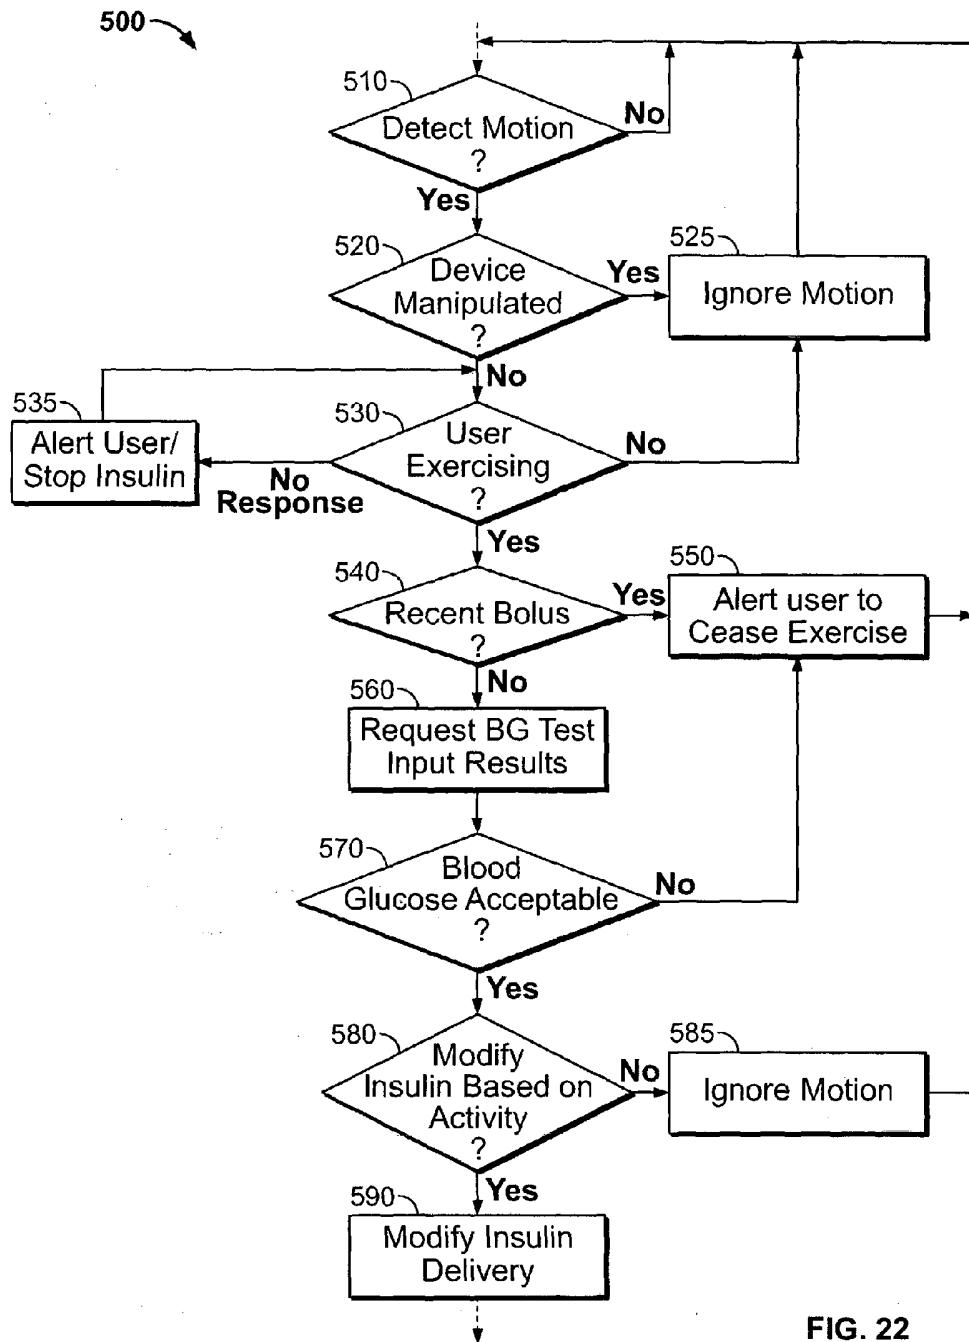 500
510
Detect Motion
?
No
Yes
520
Device
Manipulated
?
Yes
525
Ignore Motion
No
535
Alert User/
Stop Insulin
530
User
Exercising
?
No
No
Response
Yes
540
Recent Bolus
?
Yes
550
Alert user to
Cease Exercise
No
560
Request BG Test
Input Results
570
Blood
Glucose Acceptable
?
No
Yes
580
Modify
Insulin Based on
Activity
?
No
585
Ignore Motion
Yes
590
Modify Insulin
Delivery
FIG. 22